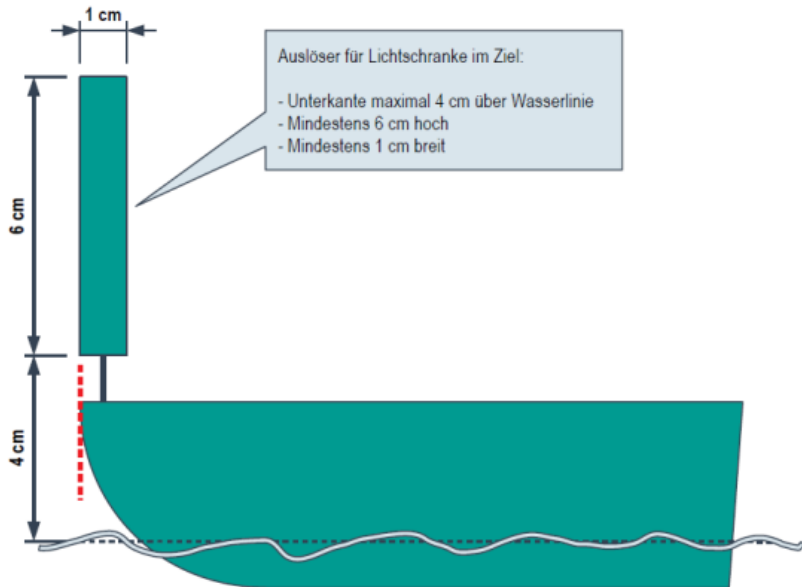 1 cm
Auslöser für Lichtschranke im Ziel:
- Unterkante maximal 4 cm über Wasserlinie
- Mindestens 6 cm hoch
- Mindestens 1 cm breit
6 cm
4 cm